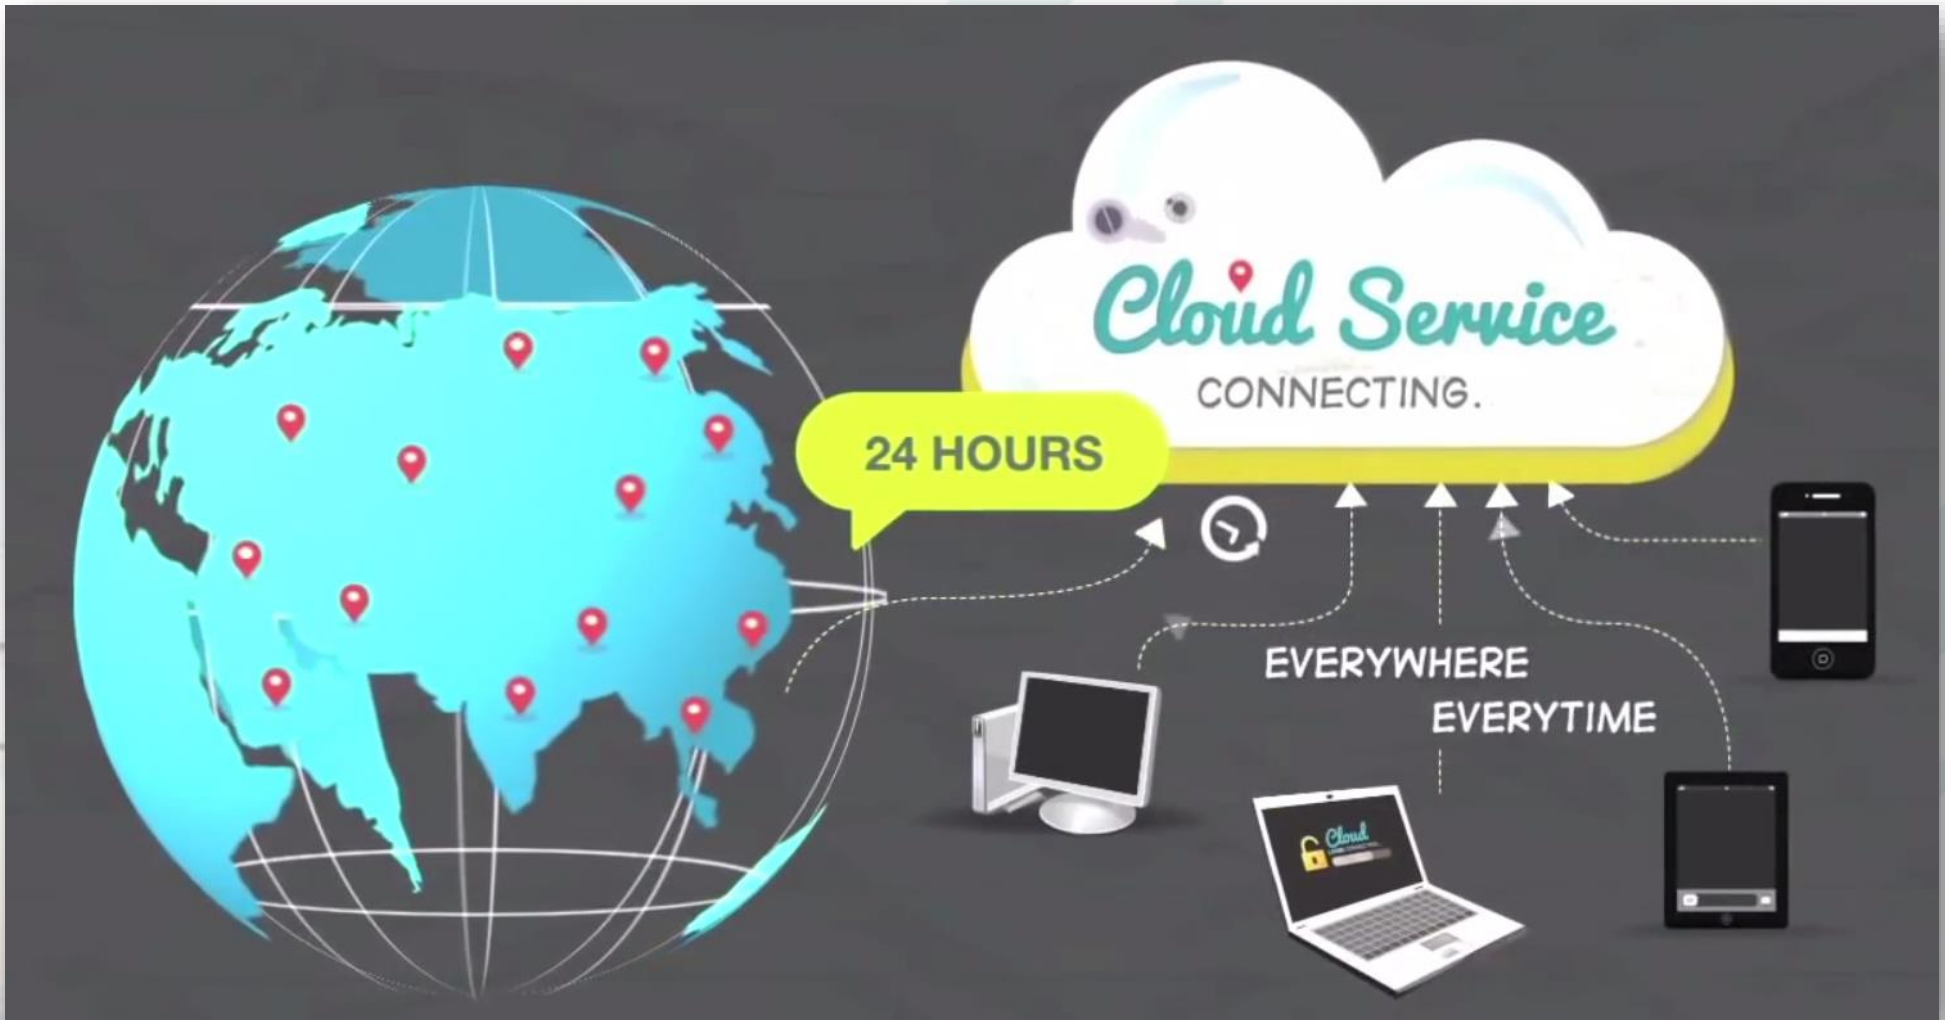 Cloud Service
CONNECTING.
24 HOURS
EVERYWHERE
EVERYTIME
Cloud